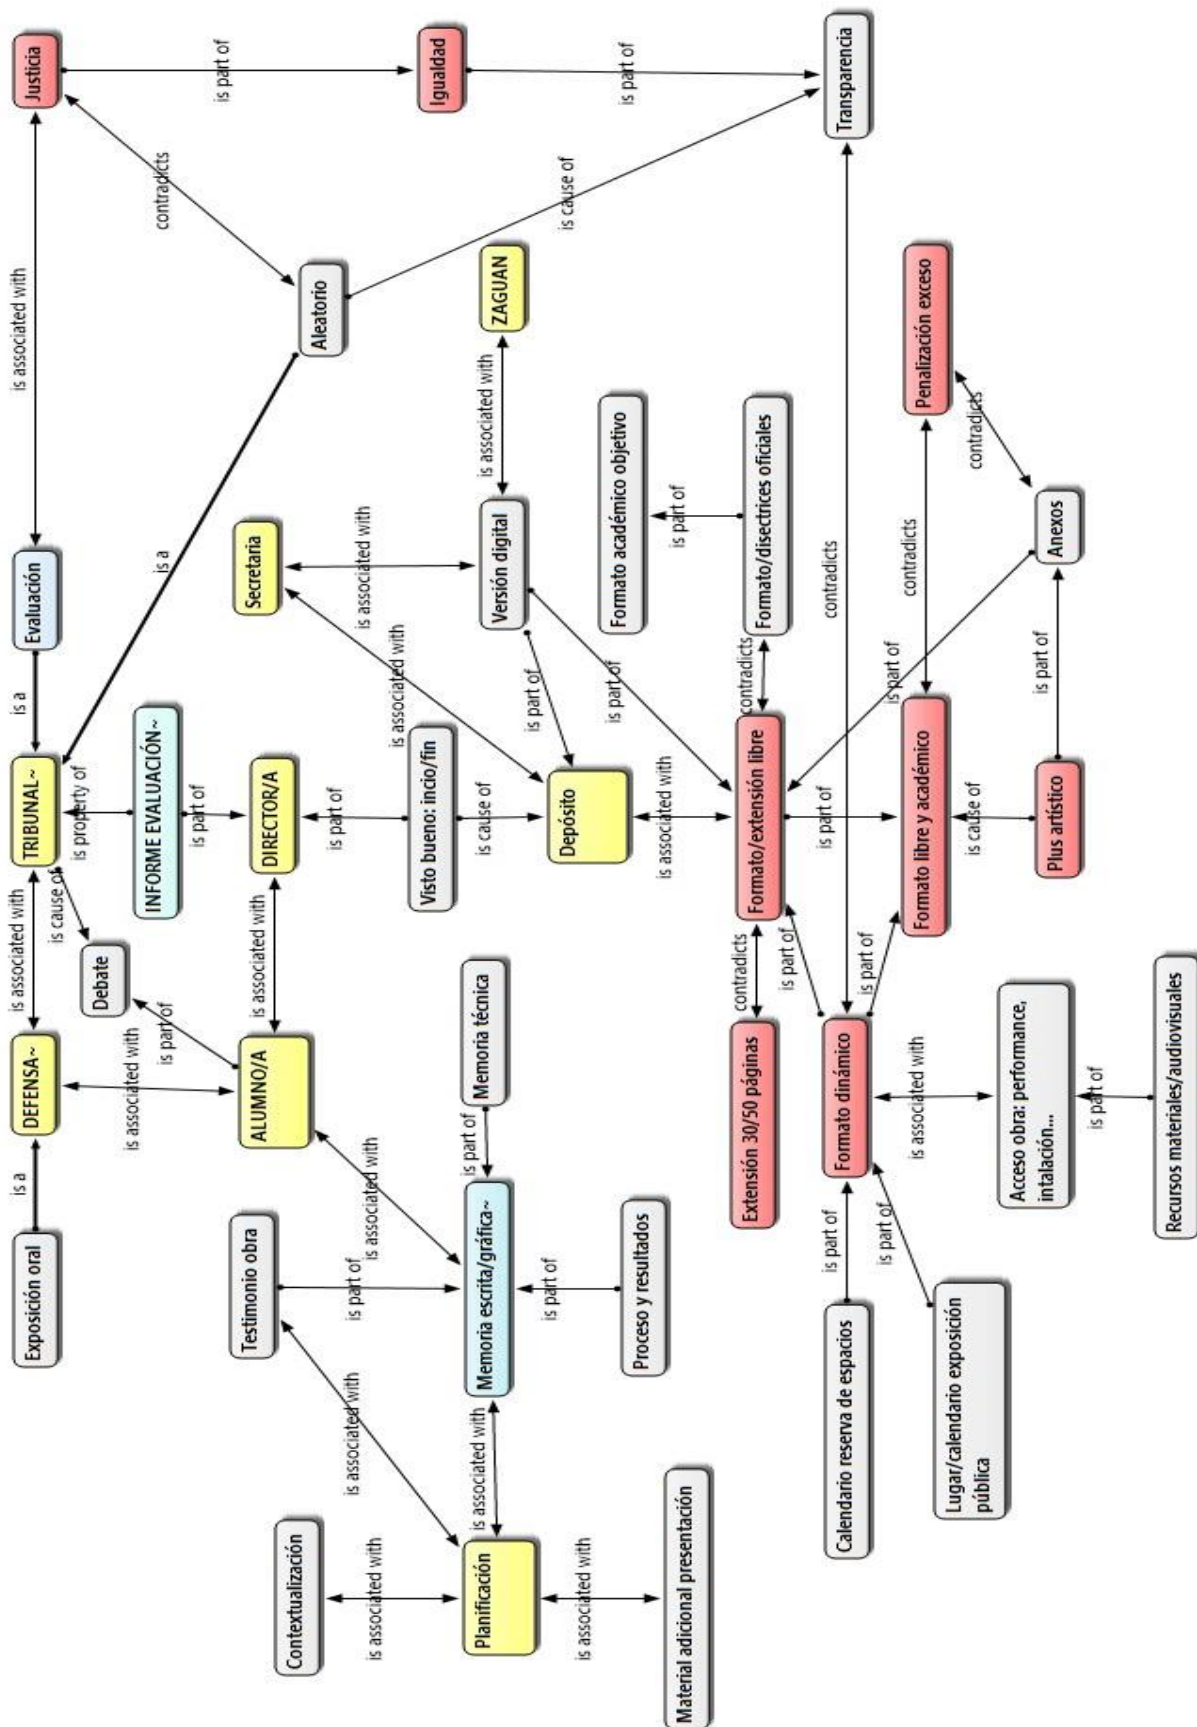 Exposición oral
is a
DEFENSA~
is associated with
TRIBUNAL~
is a
Evaluación
is associated with
Justicia
is cause of
is property of
Debate
is associated with
is part of
INFORME EVALUACIÓN~
is a
contradicts
is part of
is part of
Testimonio obra
ALUMNO/A
is associated with
DIRECTOR/A
Secretaria
Contextualización
Aleatorio
is associated with
is part of
is associated with
is part of
is associated with
is associated with
is associated with
Igualdad
Visto bueno: incio/fin
is cause of
Planificación
is associated with
Memoria escrita/gráfica~
is part of
Memoria técnica
Versión digital
is associated with
ZAGUAN
is part of
is part of
is cause of
is associated with
is part of
Depósito
is part of
Formato académico objetivo
Material adicional presentación
Proceso y resultados
is associated with
is part of
Extensión 30/50 páginas
contradicts
Formato/extensión libre
contradicts
Formato/disectrices oficiales
is part of
is part of
contradicts
Calendario reserva de espacios
is part of
Formato dinámico
Transparencia
is part of
is part of
is part of
Lugar/calendario exposición
pública
is associated with
Formato libre y académico
contradicts
Penalización exceso
is cause of
contradicts
Acceso obra: performance,
intalación...
Plus artístico
is part of
Anexos
is part of
Recursos materiales/audiovisuales